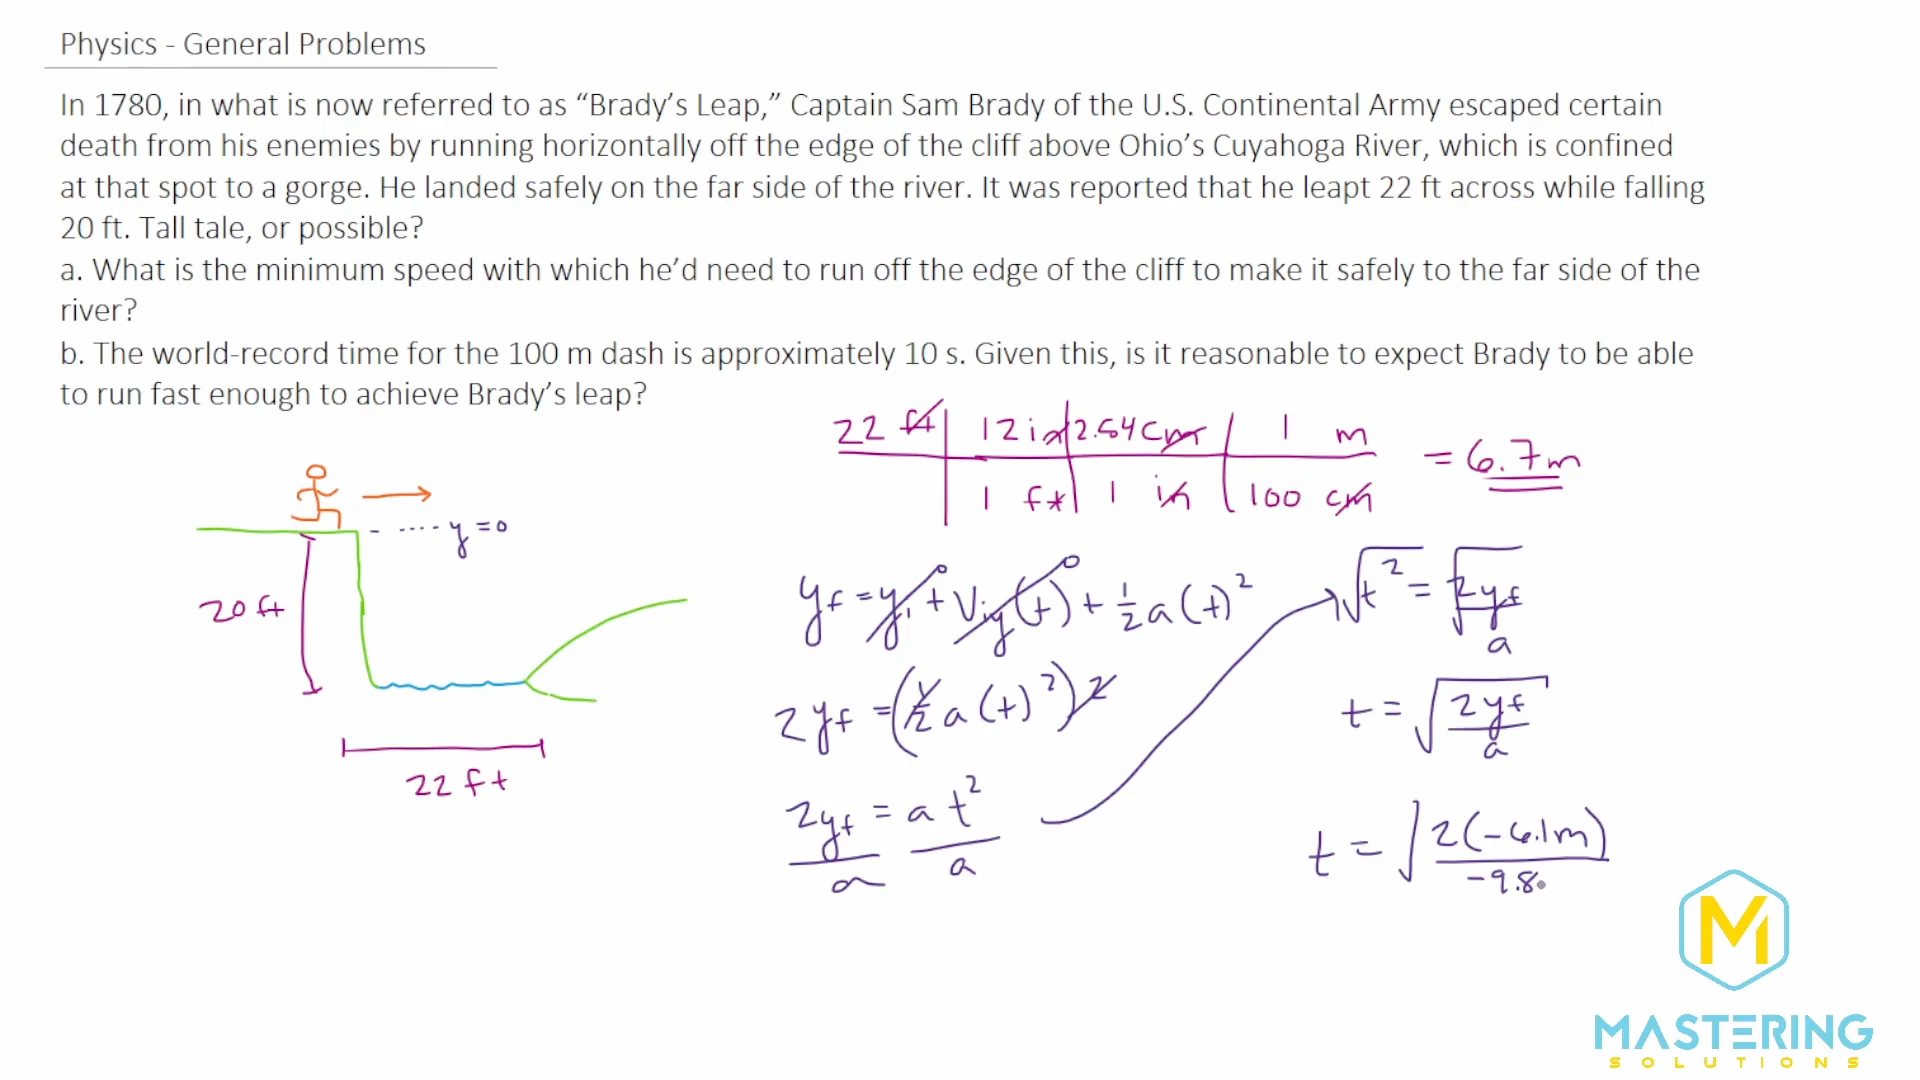 Physics - General Problems
In 1780, in what is now referred to as “Brady’s Leap,” Captain Sam Brady of the U.S. Continental Army escaped certain
death from his enemies by running horizontally off the edge of the cliff above Ohio’s Cuyahoga River, which is confined
at that spot to a gorge. He landed safely on the far side of the river. It was reported that he leapt 22 ft across while falling
20 ft. Tall tale, or possible?
a. What is the minimum speed with which he’d need to run off the edge of the cliff to make it safely to the far side of the
river?
b. The world-record time for the 100 m dash is approximately 10 s. Given this, is it reasonable to expect Brady to be able
to run fast enough to achieve Brady’s leap?
22 ft | 12 in | 2.54 cm | 1 m
1 ft | 1 in | 100 cm
= 6.7 m
y = 0
20 ft
22 ft
yf = yi + Viy(t) + 1/2 a(t)²
0 0
2yf = (1/2 a(t)²) 2
2yf = a t²
a a
√t² = √2yf/a
t = √2yf/a
t = √2(-6.1m)/-9.8
MASTERING
SOLUTIONS